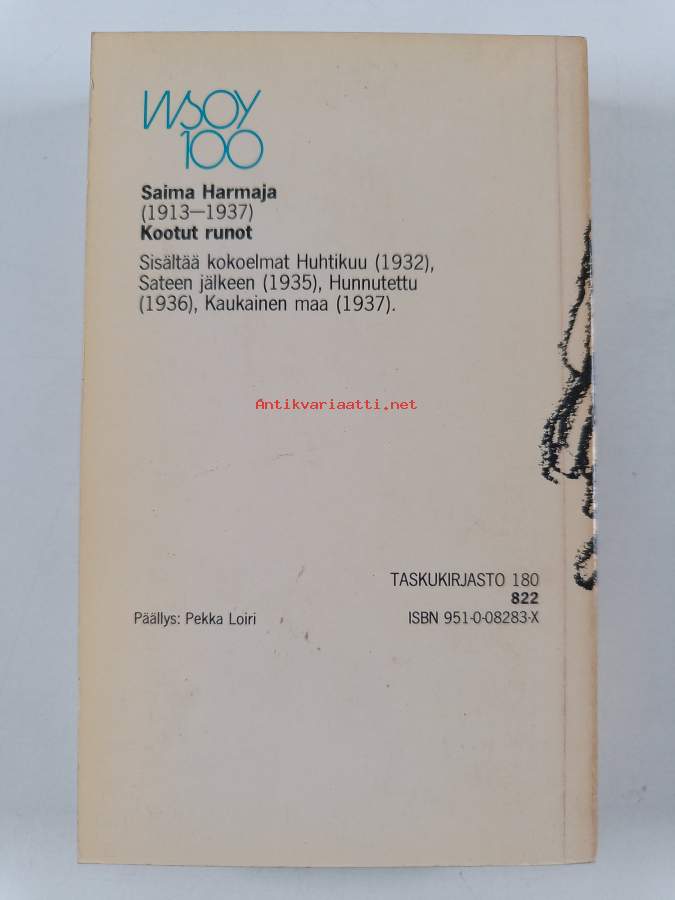 WSOY
100
Saima Harmaja
(1913—1937)
Kootut runot
Sisältää kokoelmat Huhtikuu (1932),
Sateen jälkeen (1935), Hunnutettu
(1936), Kaukainen maa (1937).
Antikvariaatti.net
TASKUKIRJASTO 180
822
Päällys: Pekka Loiri
ISBN 951-0-08283-X